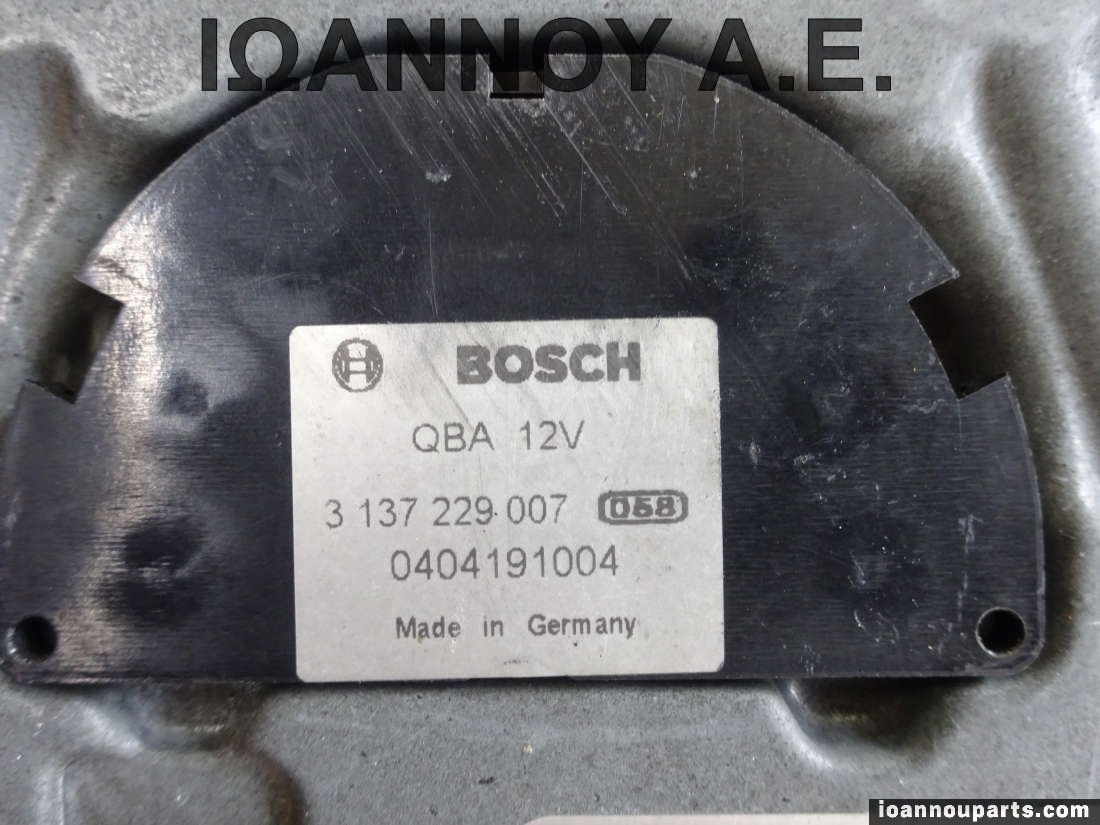 ΙΩΑΝΝΟΥ Α.Ε.
BOSCH
QBA 12V
3 137 229 007 058
0404191004
Made in Germany
ioannouparts.com